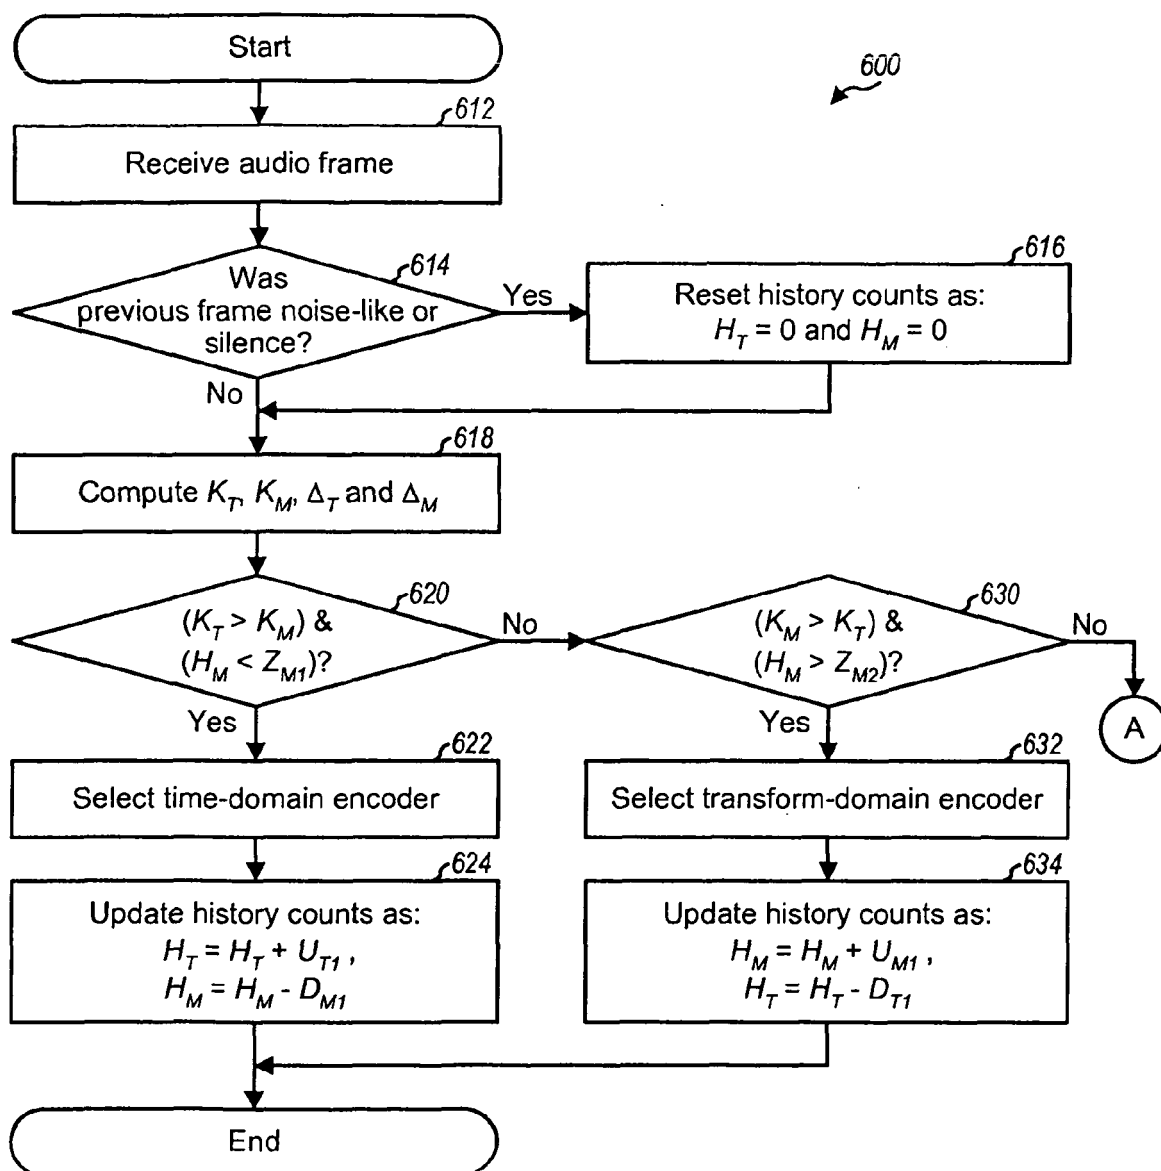 Start
600
612
Receive audio frame
614
Was
previous frame noise-like or
silence?
Yes
616
Reset history counts as:
H_T = 0 and H_M = 0
No
618
Compute K_T, K_M, Δ_T and Δ_M
620
(K_T > K_M) &
(H_M < Z_M1)?
No
630
(K_M > K_T) &
(H_M > Z_M2)?
No
A
Yes
Yes
622
Select time-domain encoder
632
Select transform-domain encoder
624
Update history counts as:
H_T = H_T + U_T1 ,
H_M = H_M - D_M1
634
Update history counts as:
H_M = H_M + U_M1 ,
H_T = H_T - D_T1
End